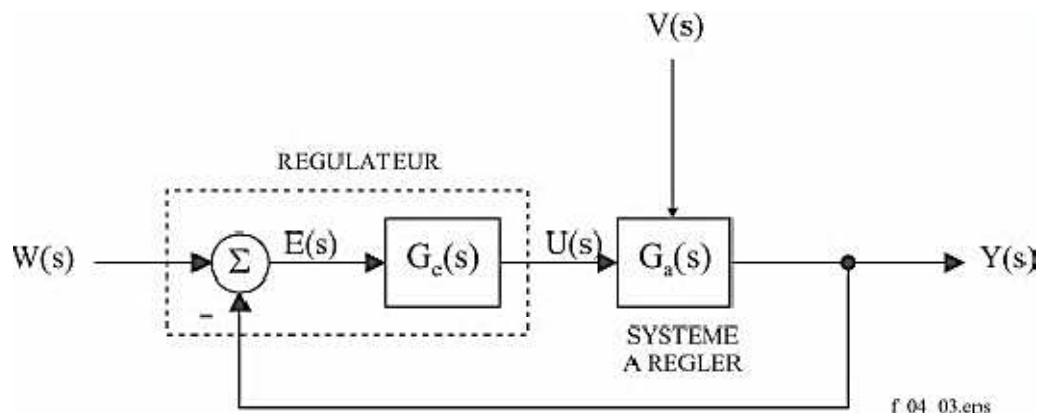 V(s)
REGULATEUR
W(s)
Σ
E(s)
G_c(s)
U(s)
G_a(s)
Y(s)
–
SYSTEME
A REGLER
f_04_03.eps